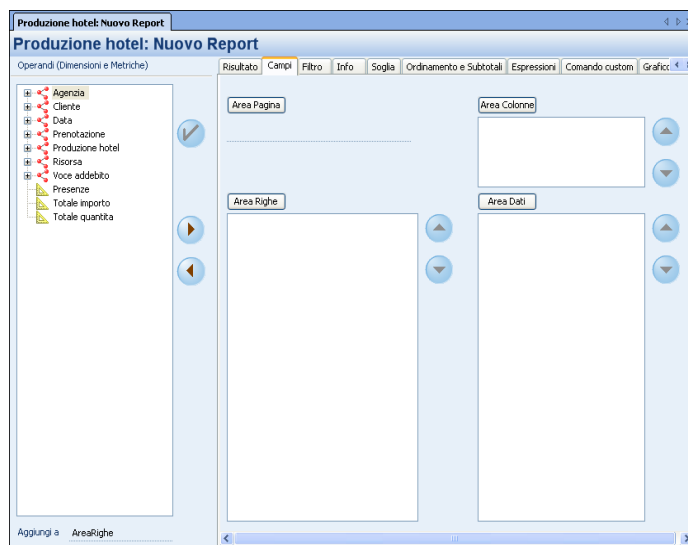 Produzione hotel: Nuovo Report
Produzione hotel: Nuovo Report
Operandi (Dimensioni e Metriche)
Risultato Campi Filtro Info Soglia Ordinamento e Subtotali Espressioni Comando custom Grafico
Agenzia
Cliente
Data
Prenotazione
Produzione hotel
Risorsa
Voce addebito
Presenze
Totale importo
Totale quantita
Area Pagina
Area Colonne
Area Righe
Area Dati
Aggiungi a AreaRighe